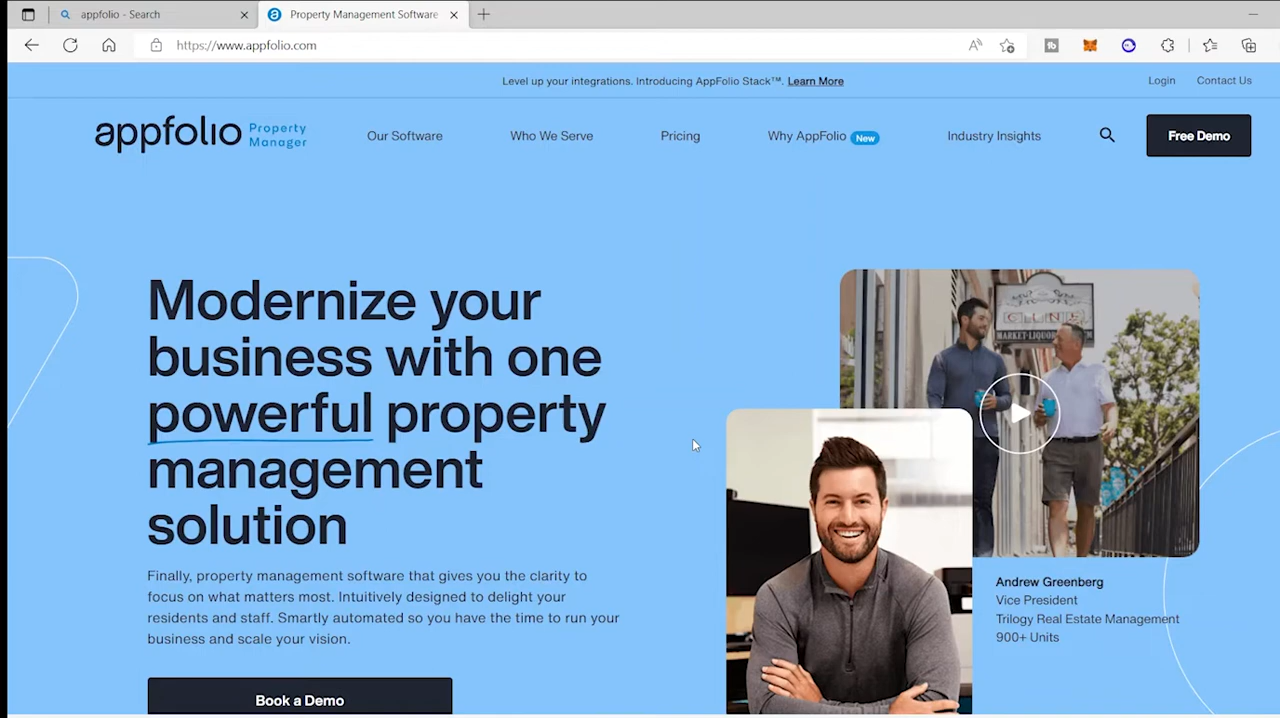 appfolio - Search
Property Management Software
https://www.appfolio.com
Level up your integrations. Introducing AppFolio Stack™. Learn More
Login
Contact Us
appfolio Property Manager
Our Software
Who We Serve
Pricing
Why AppFolio New
Industry Insights
Free Demo
Modernize your
business with one
powerful property
management
solution
MARKET-LIQUOR
Finally, property management software that gives you the clarity to
focus on what matters most. Intuitively designed to delight your
residents and staff. Smartly automated so you have the time to run your
business and scale your vision.
Book a Demo
Andrew Greenberg
Vice President
Trilogy Real Estate Management
900+ Units